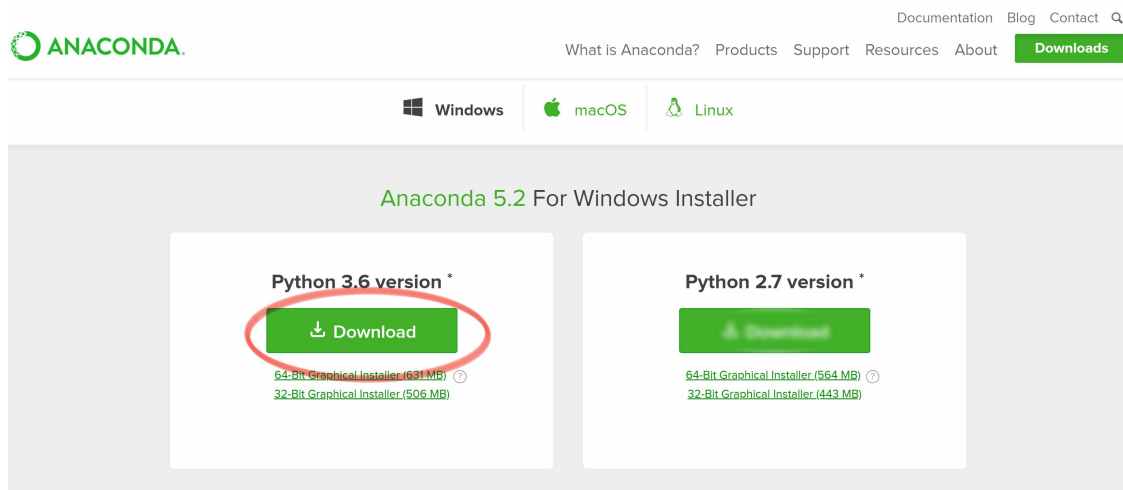 Documentation Blog Contact
ANACONDA.
What is Anaconda? Products Support Resources About Downloads
Windows macOS Linux
Anaconda 5.2 For Windows Installer
Python 3.6 version *
Download
64-Bit Graphical Installer (631 MB) ?
32-Bit Graphical Installer (506 MB)
Python 2.7 version *
64-Bit Graphical Installer (564 MB) ?
32-Bit Graphical Installer (443 MB)